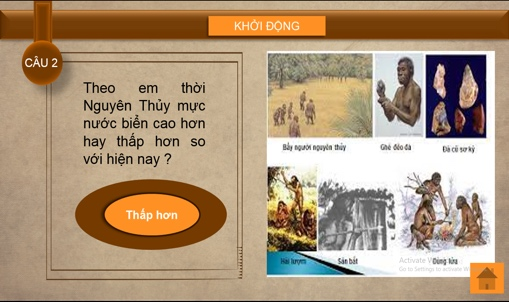 KHỞI ĐỘNG
CÂU 2
Theo em thời
Nguyên Thủy mực
nước biển cao hơn
hay thấp hơn so
với hiện nay ?
Thấp hơn
Bầy người nguyên thủy
Ghè đẽo đá
Đá cũ sơ kỳ
Hái lượm
Săn bắt
Dùng lửa
Activate W
Go to Settings to activate W